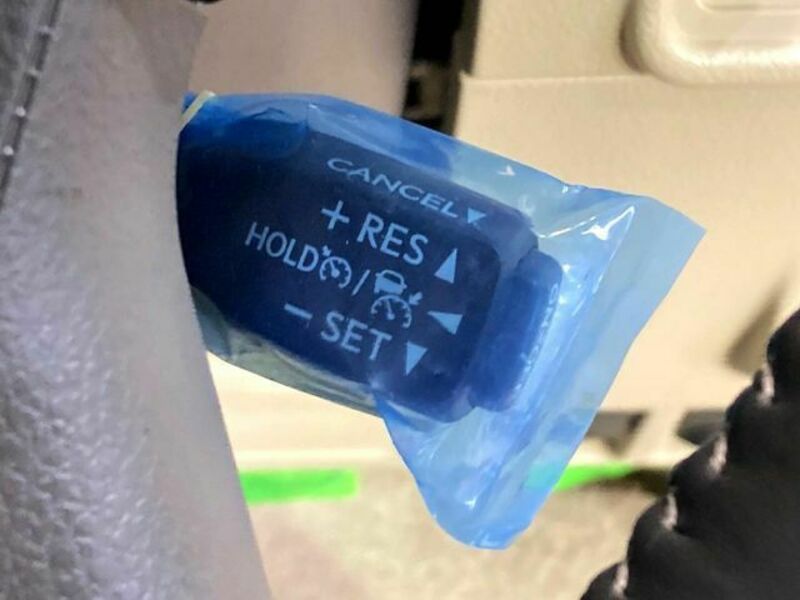 CANCEL▼
+ RES ▲
HOLD / ◀
− SET ▼